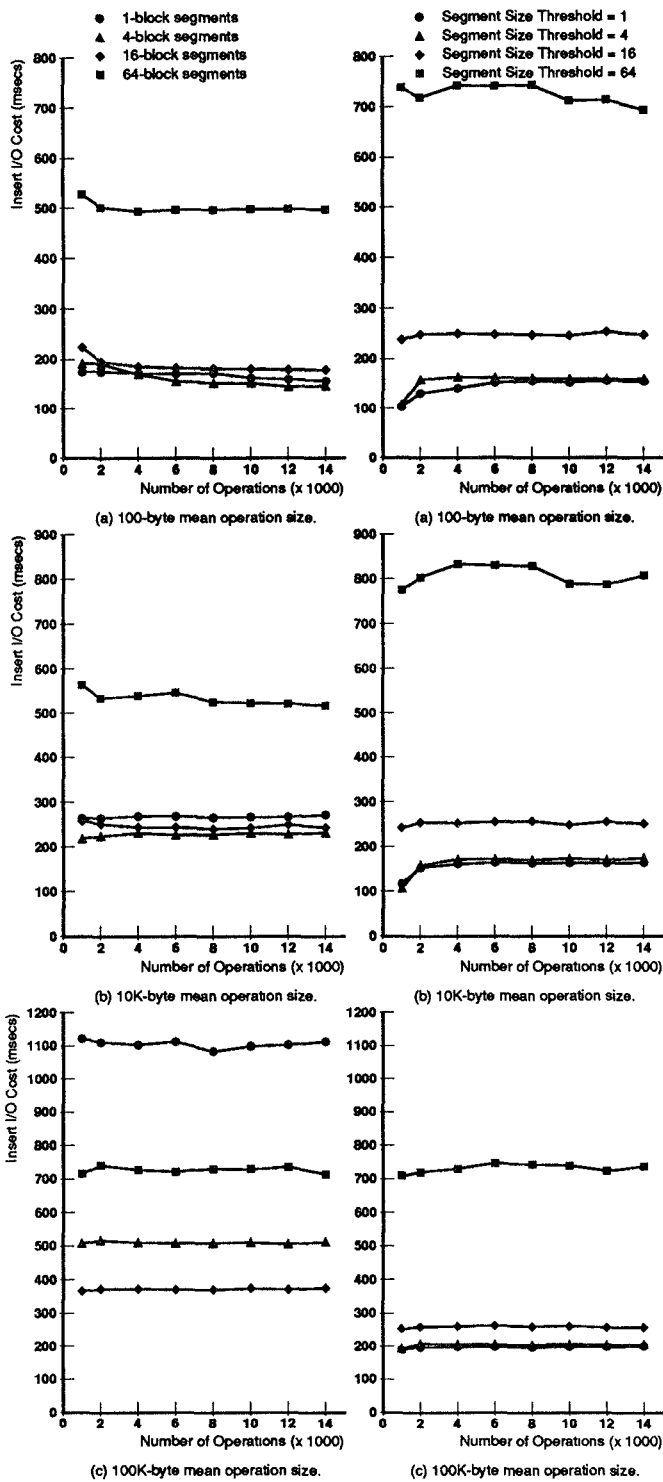 1-block segments
4-block segments
16-block segments
64-block segments
Insert I/O Cost (msecs)
800
700
600
500
400
300
200
100
0
0 2 4 6 8 10 12 14
Number of Operations (x 1000)
(a) 100-byte mean operation size.
Segment Size Threshold = 1
Segment Size Threshold = 4
Segment Size Threshold = 16
Segment Size Threshold = 64
800
700
600
500
400
300
200
100
0
0 2 4 6 8 10 12 14
Number of Operations (x 1000)
(a) 100-byte mean operation size.
Insert I/O Cost (msecs)
900
800
700
600
500
400
300
200
100
0
0 2 4 6 8 10 12 14
Number of Operations (x 1000)
(b) 10K-byte mean operation size.
900
800
700
600
500
400
300
200
100
0
0 2 4 6 8 10 12 14
Number of Operations (x 1000)
(b) 10K-byte mean operation size.
Insert I/O Cost (msecs)
1200
1100
1000
900
800
700
600
500
400
300
200
100
0
0 2 4 6 8 10 12 14
Number of Operations (x 1000)
(c) 100K-byte mean operation size.
1200
1100
1000
900
800
700
600
500
400
300
200
100
0
0 2 4 6 8 10 12 14
Number of Operations (x 1000)
(c) 100K-byte mean operation size.